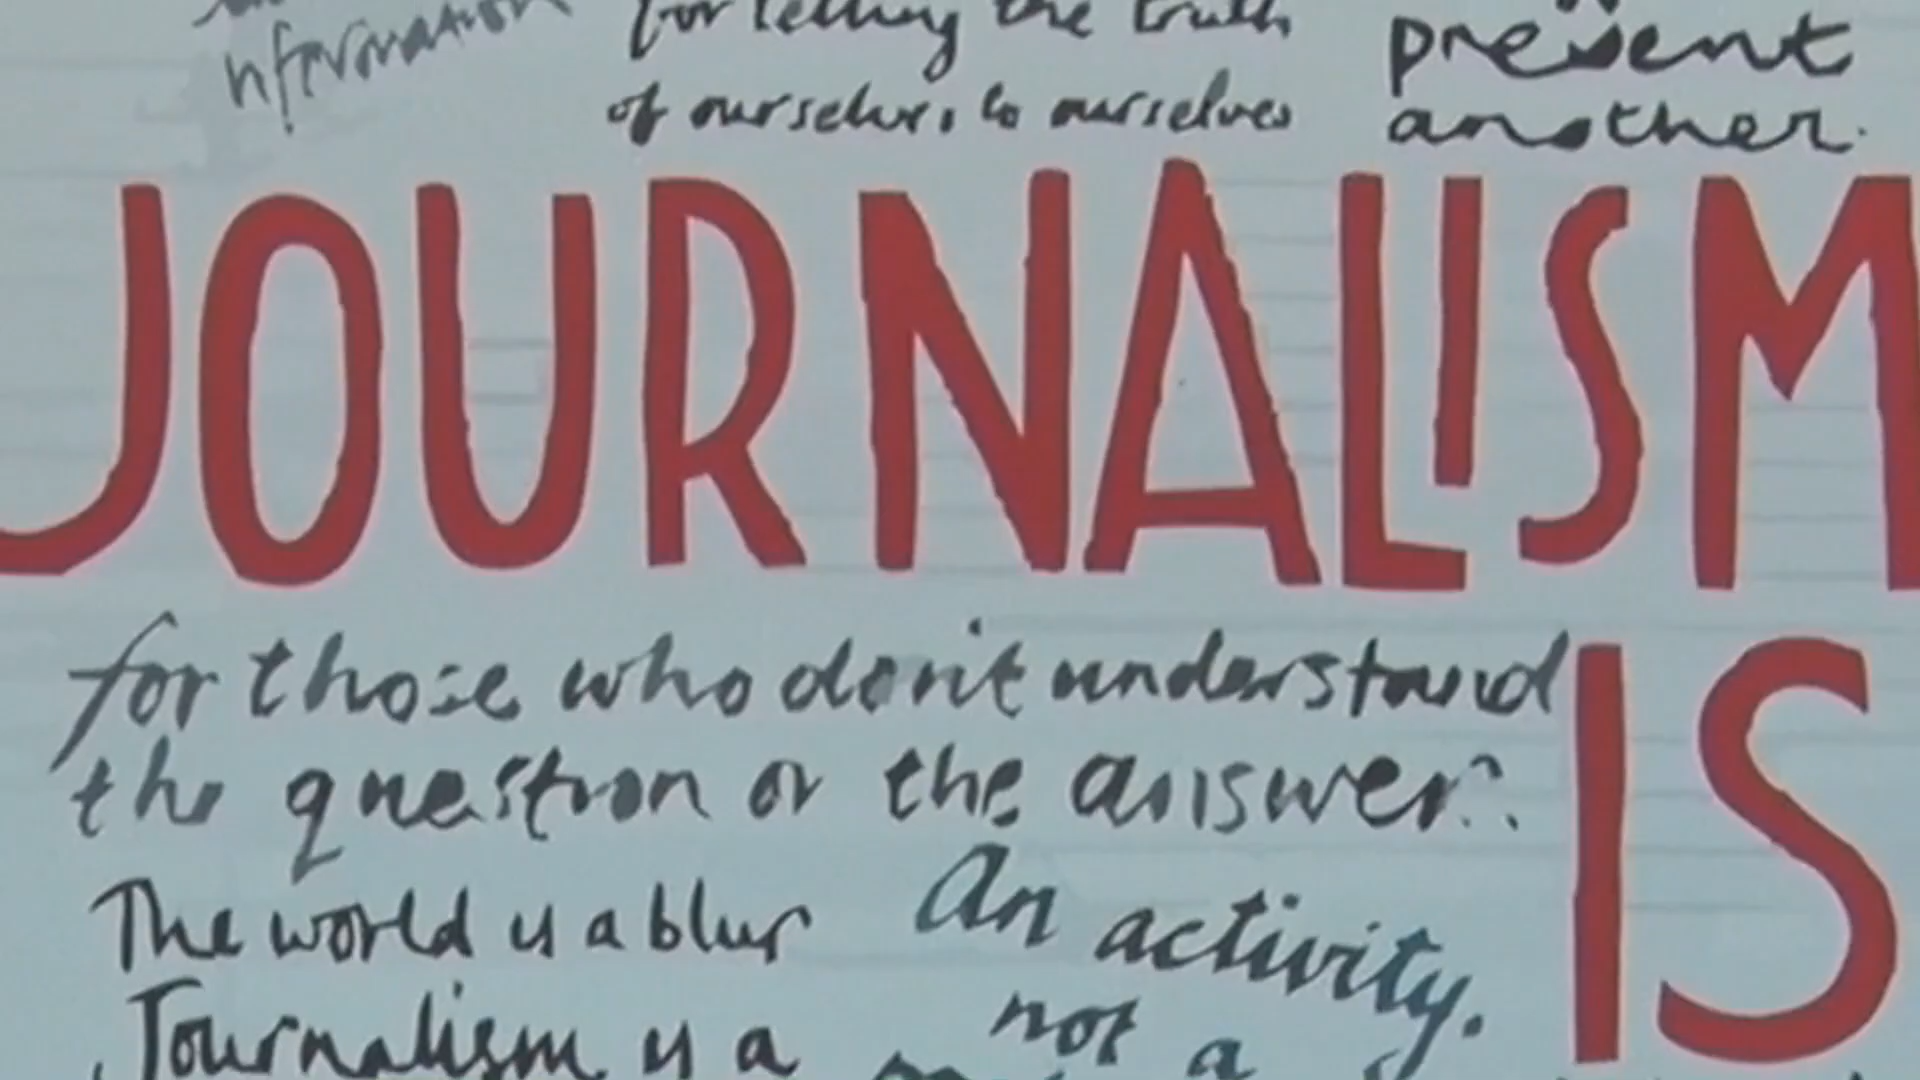 information
for telling the truth
of ourselves to ourselves
present
another.
JOURNALISM
IS
for those who don't understand
the question or the answer.
The world is a blur
Journalism is a
An activity.
not a